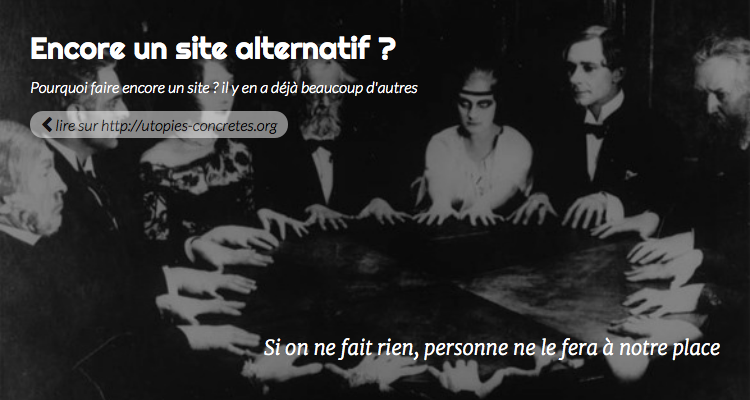 Encore un site alternatif ?
Pourquoi faire encore un site ? il y en a déjà beaucoup d'autres
lire sur http://utopies-concretes.org
Si on ne fait rien, personne ne le fera à notre place